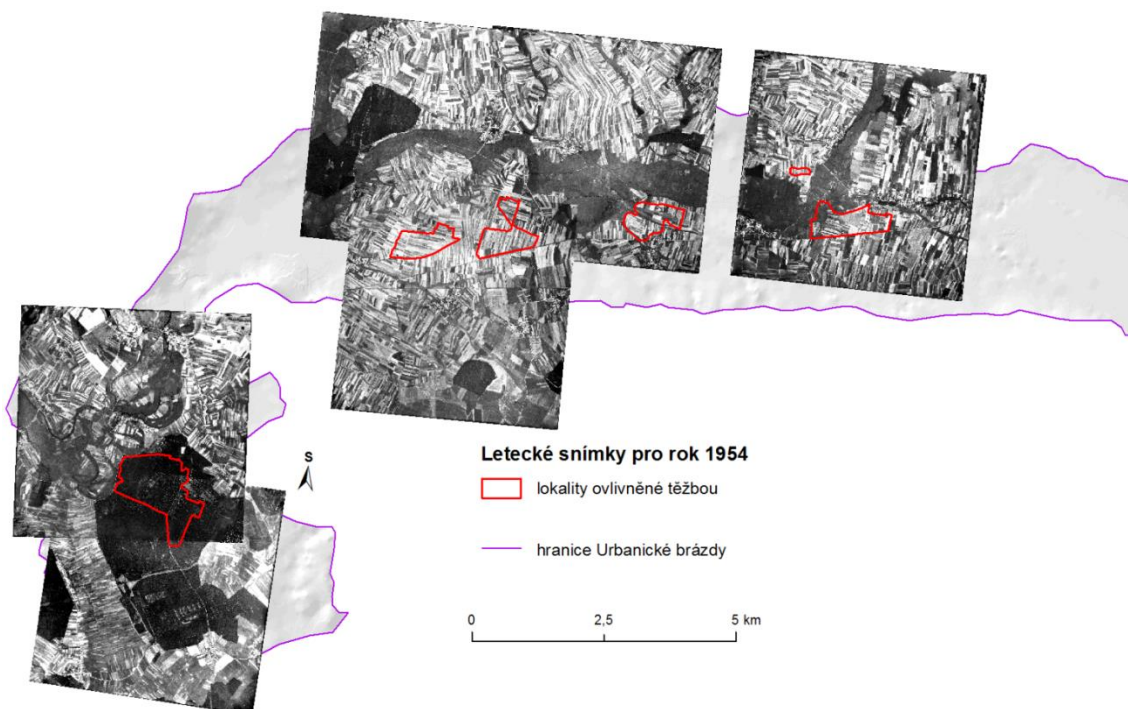 Letecké snímky pro rok 1954
S
lokality ovlivněné těžbou
hranice Urbanické brázdy
0 2,5 5 km